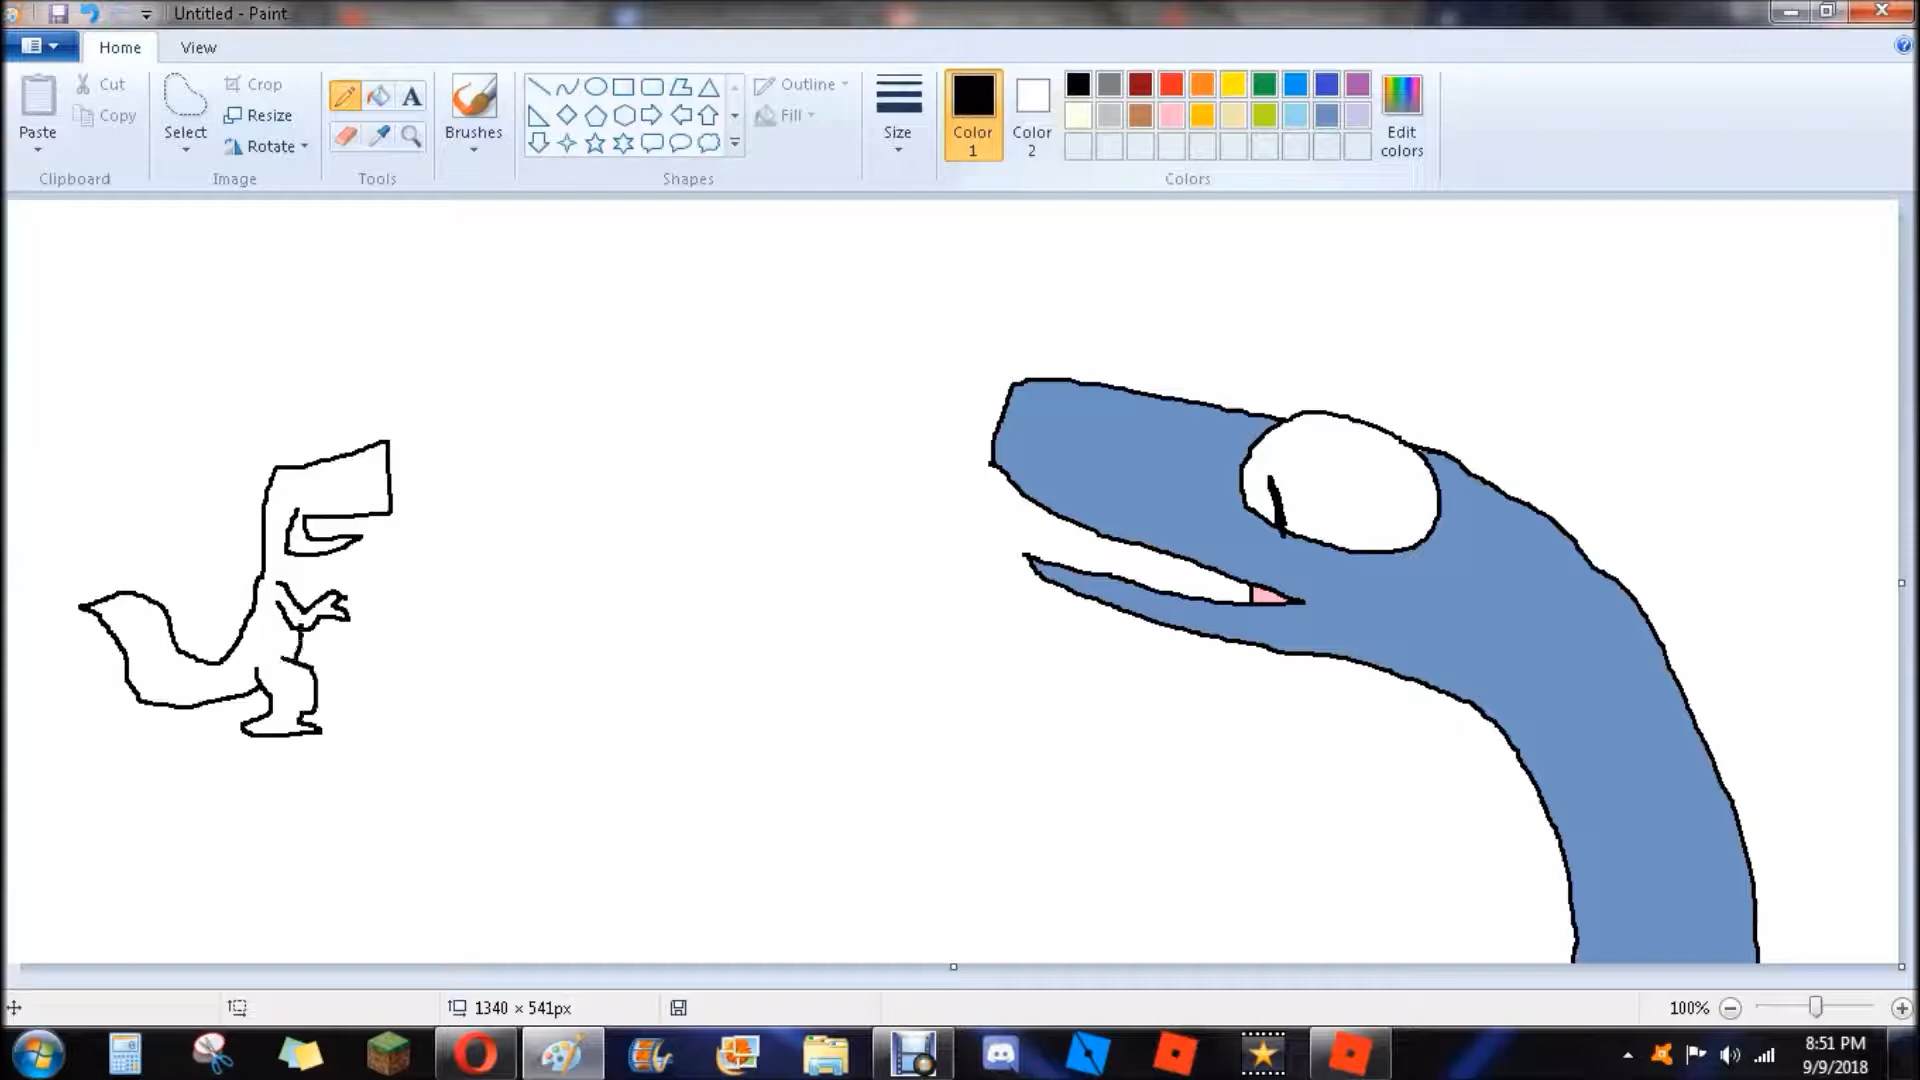 Untitled - Paint
Home View
Paste
Cut
Copy
Clipboard
Select
Crop
Resize
Rotate
Image
Tools
Brushes
Outline
Fill
Shapes
Size
Color
1
Color
2
Edit
colors
Colors
1340 × 541px
100%
8:51 PM
9/9/2018